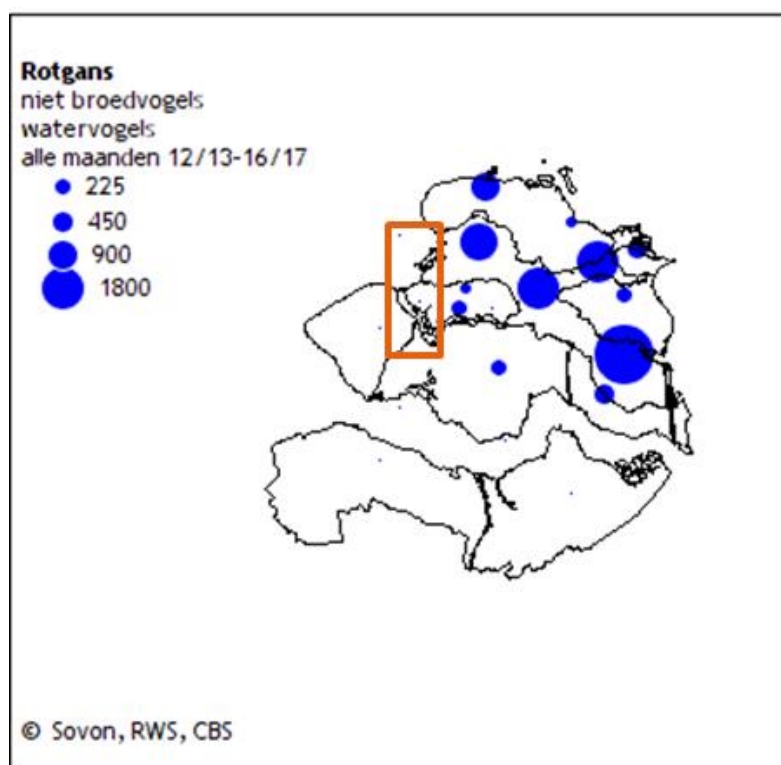 Rotgans
niet broedvogels
watervogels
alle maanden 12/13-16/17
225
450
900
1800
© Sovon, RWS, CBS